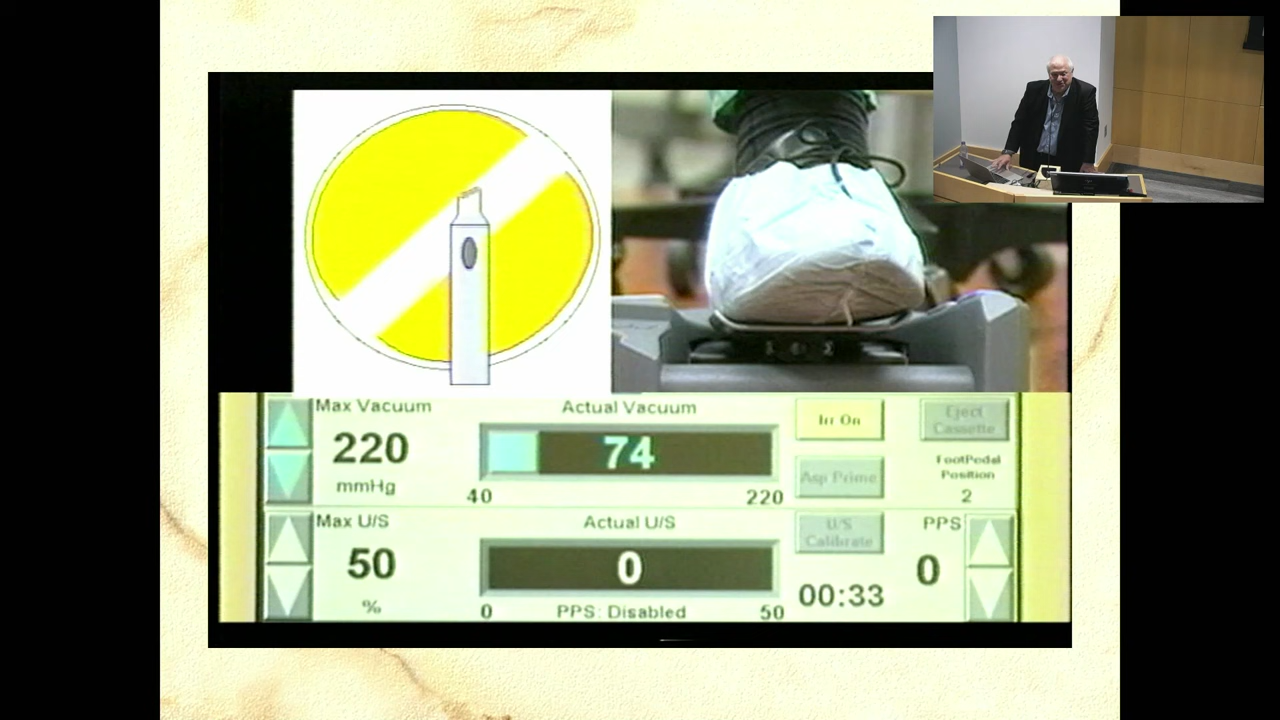 Max Vacuum
220
mmHg
Actual Vacuum
74
40
220
Irr On
Asp Prime
Eject
Cassette
FootPedal
Position
2
Max U/S
50
%
Actual U/S
0
0
PPS: Disabled
50
U/S
Calibrate
00:33
PPS
0